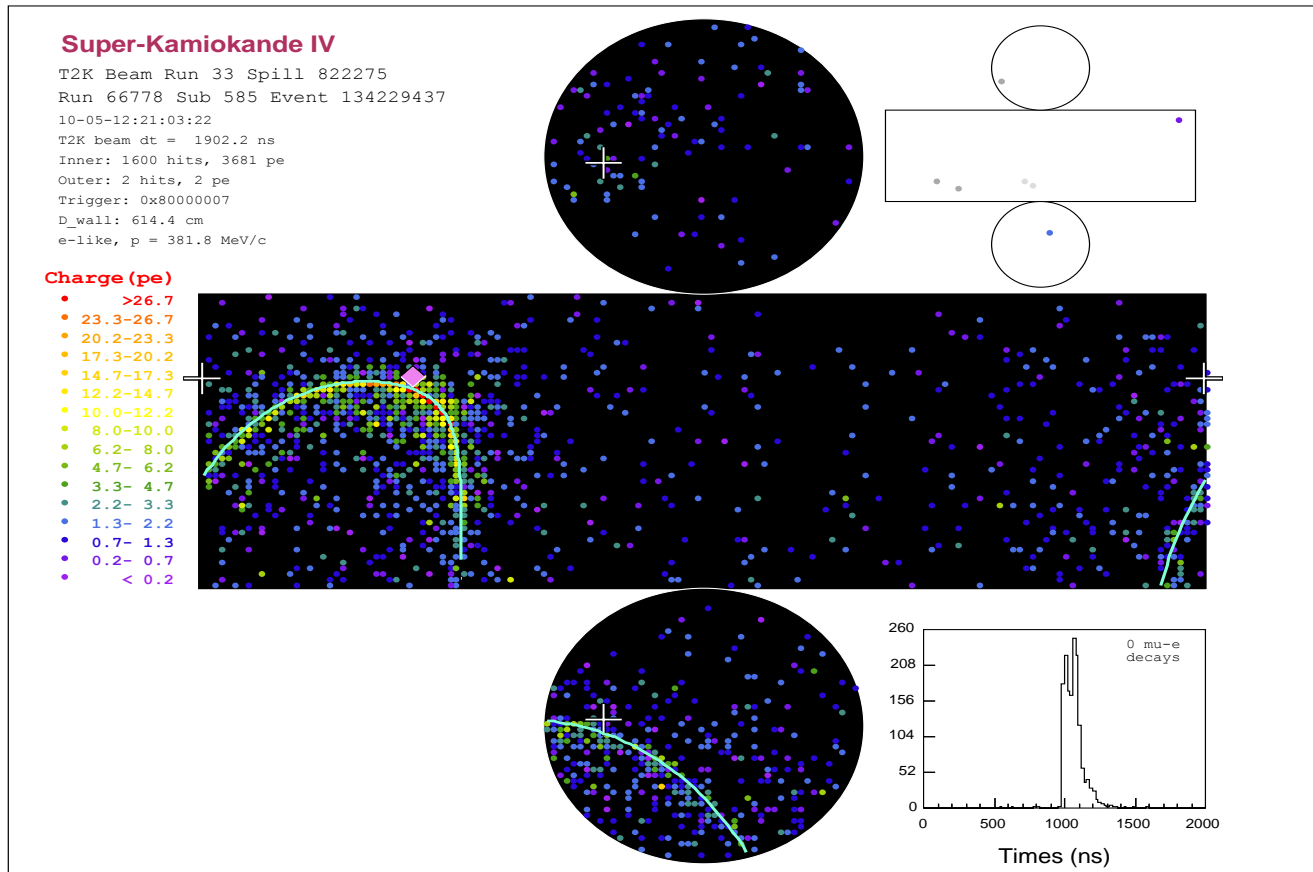 Super-Kamiokande IV
T2K Beam Run 33 Spill 822275
Run 66778 Sub 585 Event 134229437
10-05-12:21:03:22
T2K beam dt = 1902.2 ns
Inner: 1600 hits, 3681 pe
Outer: 2 hits, 2 pe
Trigger: 0x80000007
D_wall: 614.4 cm
e-like, p = 381.8 MeV/c
Charge(pe)
>26.7
23.3-26.7
20.2-23.3
17.3-20.2
14.7-17.3
12.2-14.7
10.0-12.2
8.0-10.0
6.2- 8.0
4.7- 6.2
3.3- 4.7
2.2- 3.3
1.3- 2.2
0.7- 1.3
0.2- 0.7
< 0.2
0 mu-e
decays
260
208
156
104
52
0
0 500 1000 1500 2000
Times (ns)